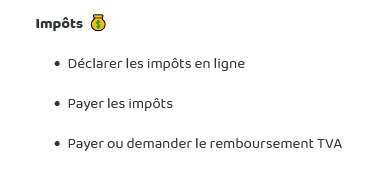 Impôts 💰
• Déclarer les impôts en ligne
• Payer les impôts
• Payer ou demander le remboursement TVA